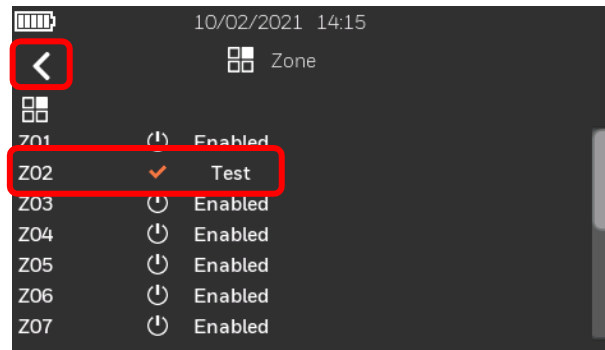 10/02/2021 14:15
Zone
Z01 Enabled
Z02 Test
Z03 Enabled
Z04 Enabled
Z05 Enabled
Z06 Enabled
Z07 Enabled